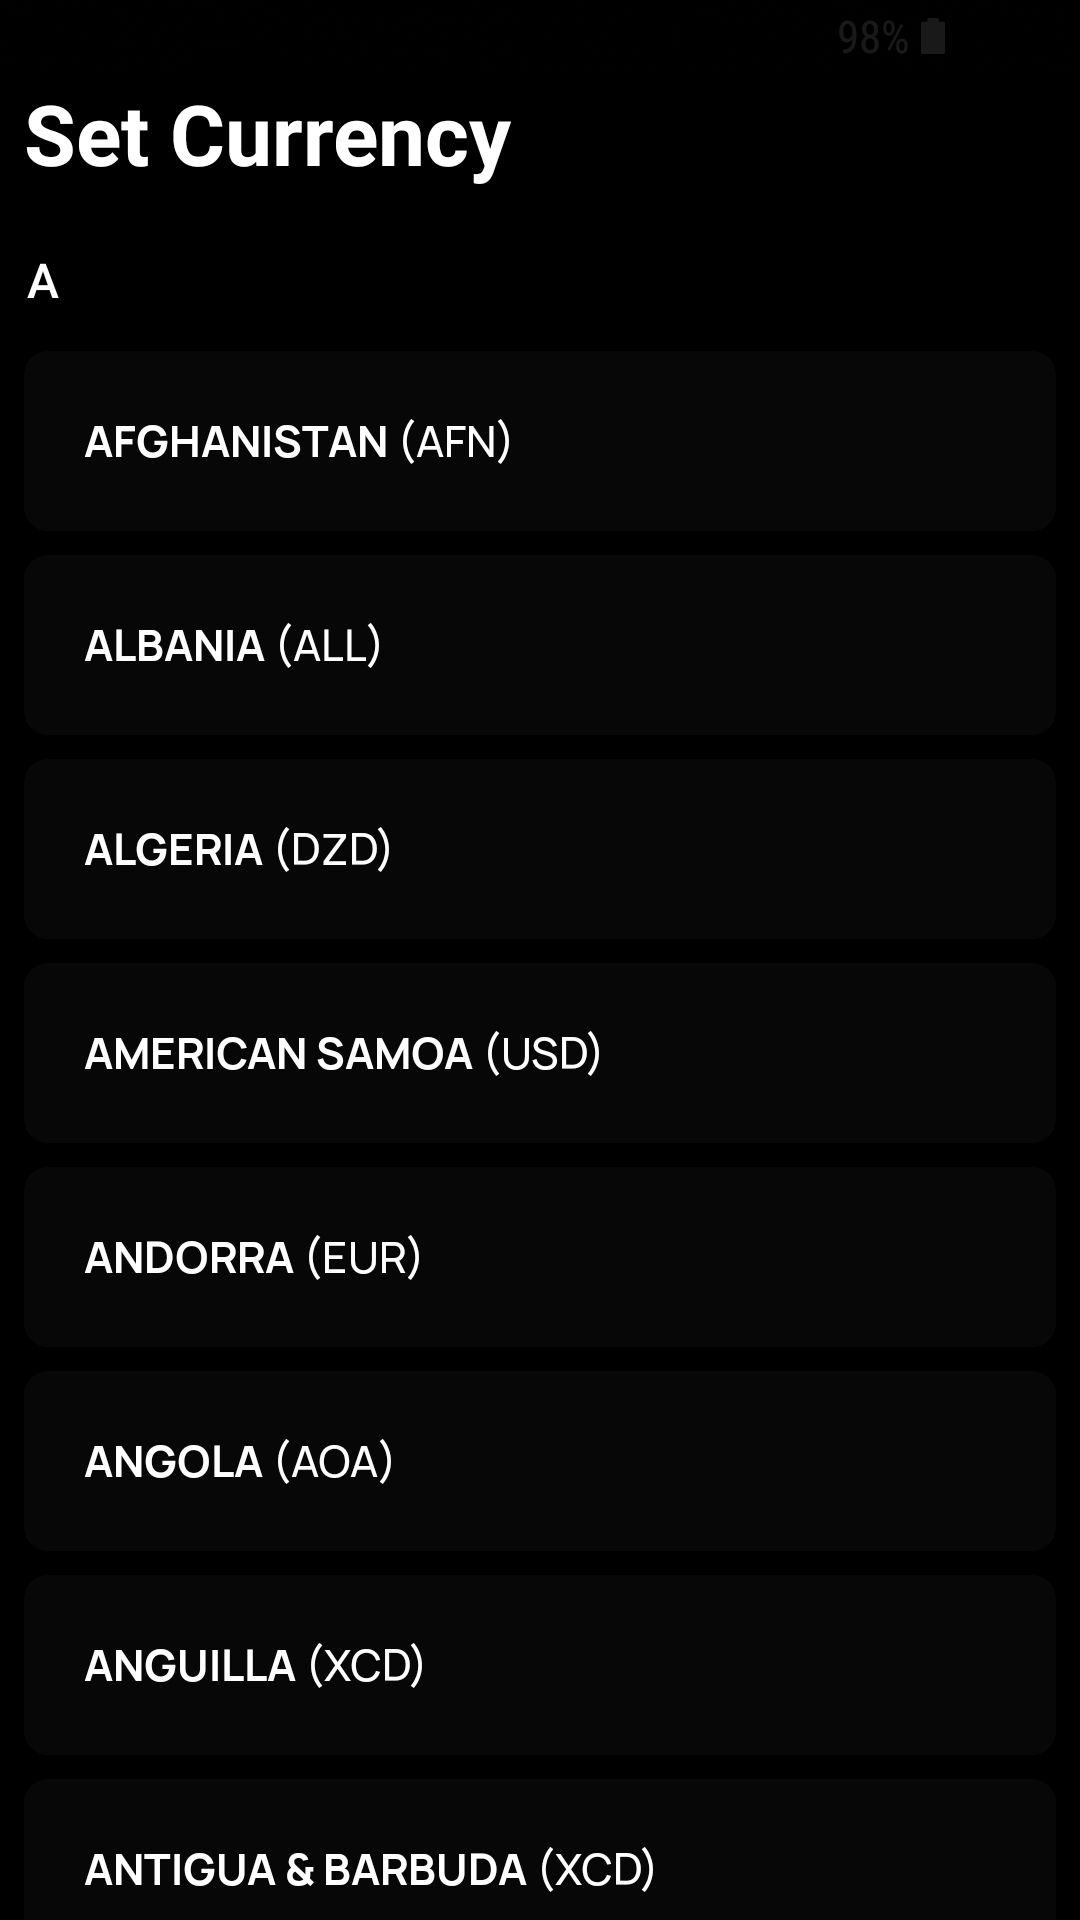 98%
Set Currency
A
AFGHANISTAN (AFN)
ALBANIA (ALL)
ALGERIA (DZD)
AMERICAN SAMOA (USD)
ANDORRA (EUR)
ANGOLA (AOA)
ANGUILLA (XCD)
ANTIGUA & BARBUDA (XCD)